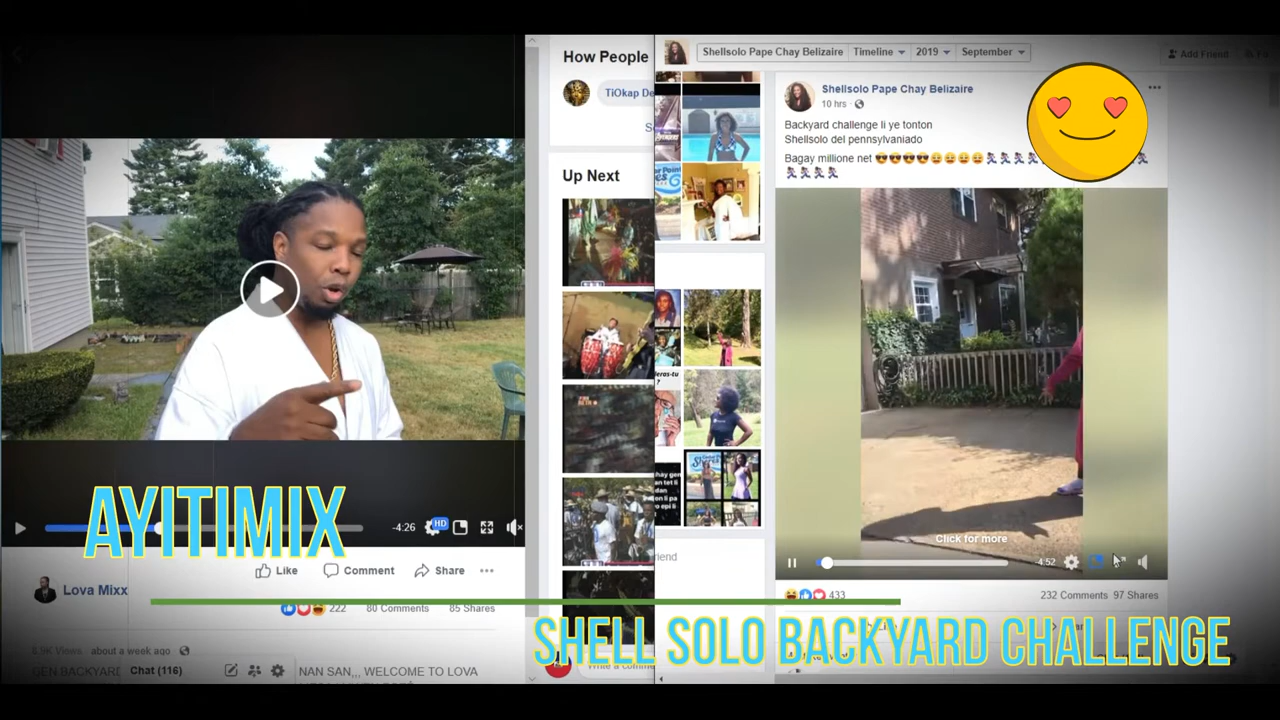 How People
TiOkap De
Up Next
-4:26
HD
Like
Comment
Share
Lova Mixx
222
80 Comments
85 Shares
8.9K Views · about a week ago
Chat (116)
NAN SAN,,, WELCOME TO LOVA
AYITIMIX
Shellsolo Pape Chay Belizaire
Timeline
2019
September
Add Friend
Shellsolo Pape Chay Belizaire
10 hrs
Backyard challenge li ye tonton
Shellsolo del pennsylvaniado
Bagay millione net
Click for more
-4:52
433
232 Comments
97 Shares
SHELL SOLO BACKYARD CHALLENGE